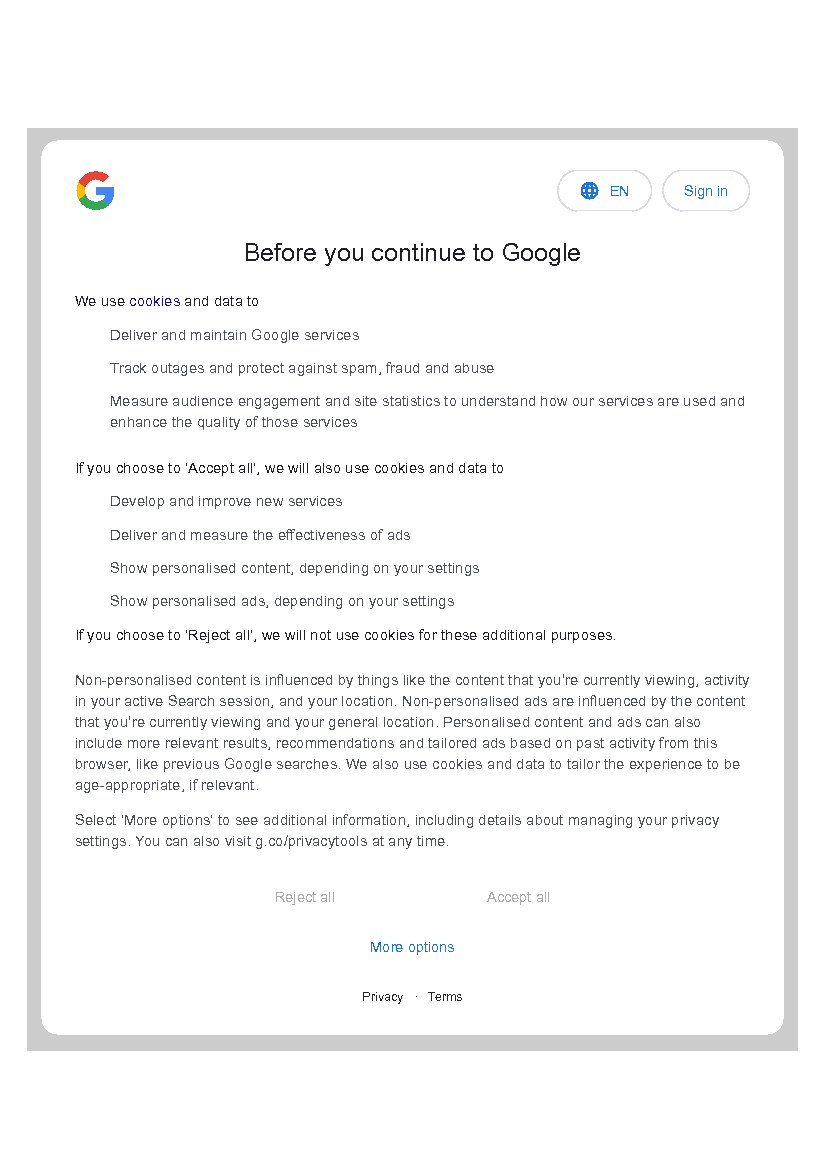 EN
Sign in
Before you continue to Google
We use cookies and data to
Deliver and maintain Google services
Track outages and protect against spam, fraud and abuse
Measure audience engagement and site statistics to understand how our services are used and
enhance the quality of those services
If you choose to 'Accept all', we will also use cookies and data to
Develop and improve new services
Deliver and measure the effectiveness of ads
Show personalised content, depending on your settings
Show personalised ads, depending on your settings
If you choose to 'Reject all', we will not use cookies for these additional purposes.
Non-personalised content is influenced by things like the content that you're currently viewing, activity
in your active Search session, and your location. Non-personalised ads are influenced by the content
that you're currently viewing and your general location. Personalised content and ads can also
include more relevant results, recommendations and tailored ads based on past activity from this
browser, like previous Google searches. We also use cookies and data to tailor the experience to be
age-appropriate, if relevant.
Select 'More options' to see additional information, including details about managing your privacy
settings. You can also visit g.co/privacytools at any time.
Reject all
Accept all
More options
Privacy · Terms